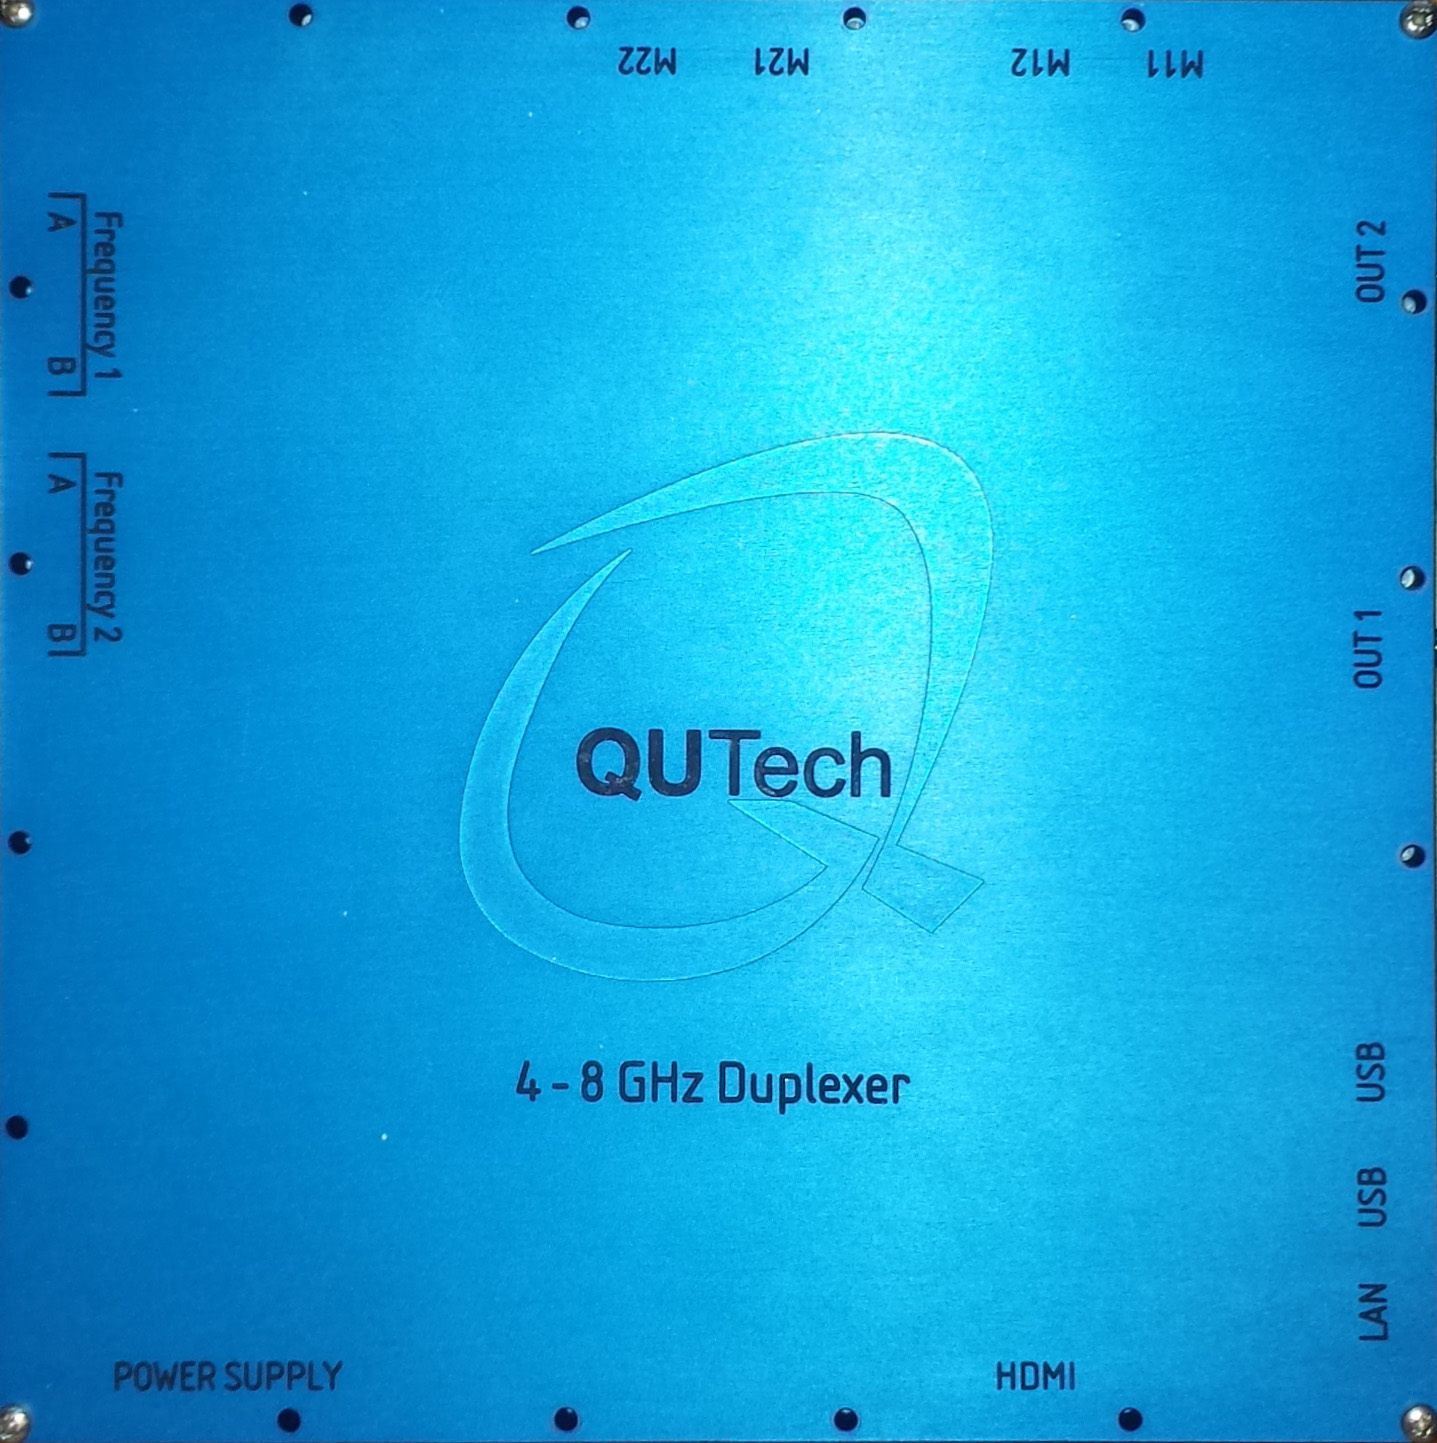 M22 M21 M12 M11
Frequency 1
A B
Frequency 2
A B
OUT 2
OUT 1
QUTech
4 - 8 GHz Duplexer
USB
USB
LAN
POWER SUPPLY
HDMI